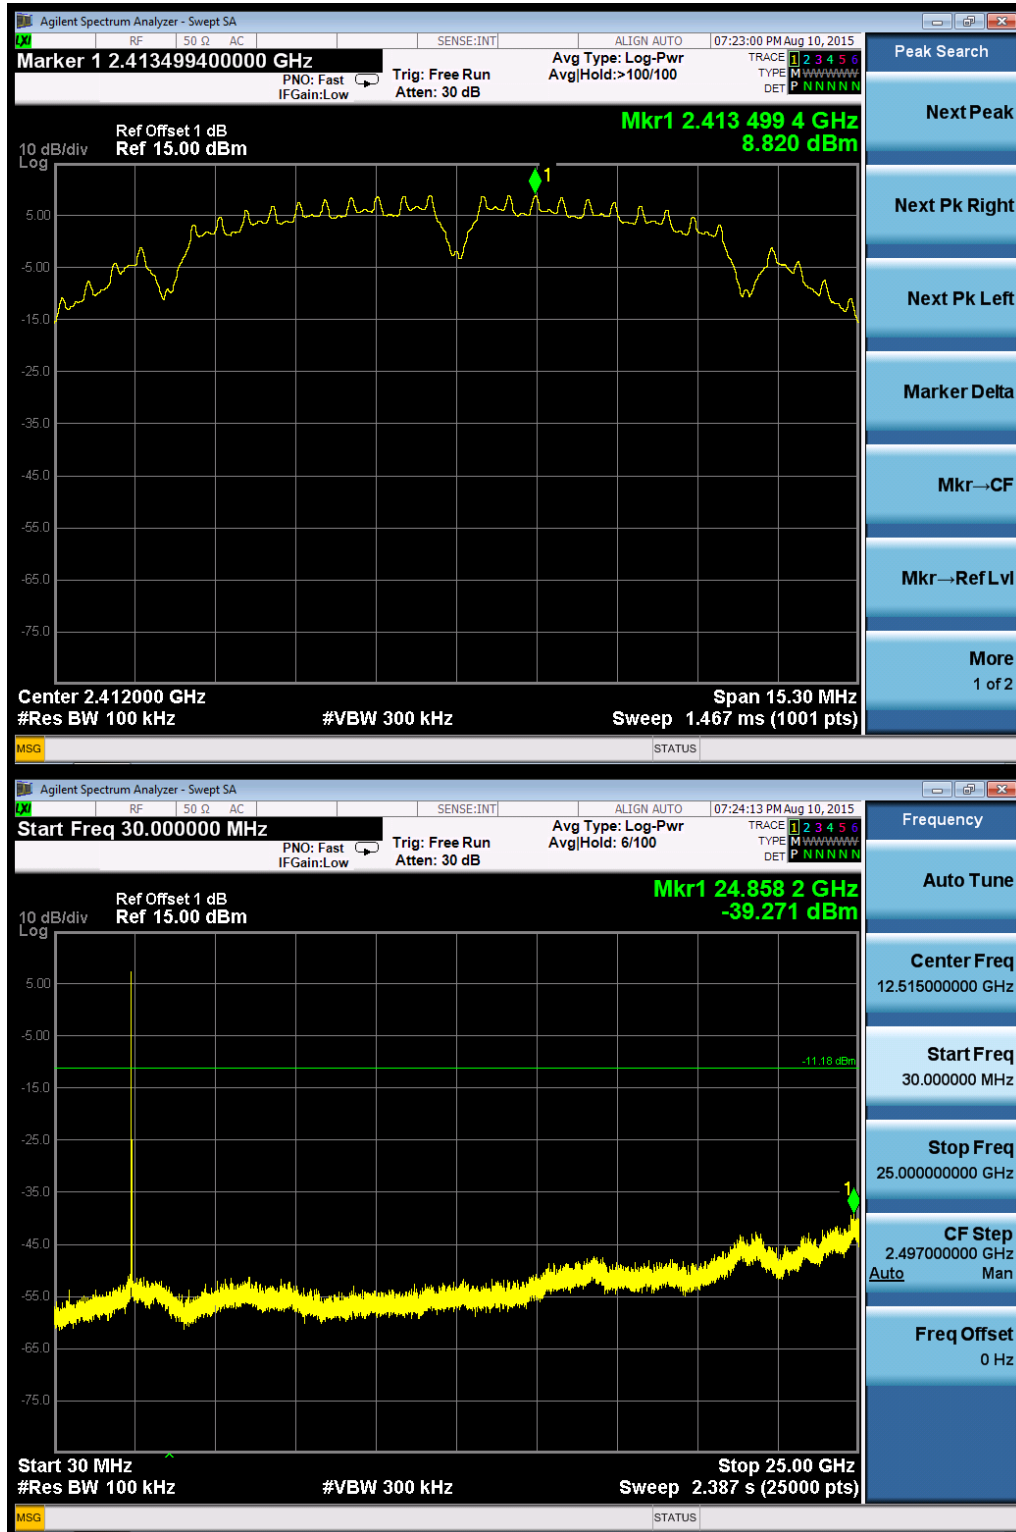 Agilent Spectrum Analyzer - Swept SA
LXI RF 50 Ω AC SENSE:INT ALIGN AUTO 07:23:00 PM Aug 10, 2015
Marker 1 2.413499400000 GHz
PNO: Fast
IFGain:Low
Trig: Free Run
Atten: 30 dB
Avg Type: Log-Pwr
Avg|Hold:>100/100
TRACE 1 2 3 4 5 6
TYPE M WWWWW
DET P N N N N N
Ref Offset 1 dB
Ref 15.00 dBm
10 dB/div
Log
Mkr1 2.413 499 4 GHz
8.820 dBm
1
5.00
-5.00
-15.0
-25.0
-35.0
-45.0
-55.0
-65.0
-75.0
Center 2.412000 GHz
Span 15.30 MHz
#Res BW 100 kHz
#VBW 300 kHz
Sweep 1.467 ms (1001 pts)
MSG
STATUS
Peak Search
Next Peak
Next Pk Right
Next Pk Left
Marker Delta
Mkr→CF
Mkr→Ref Lvl
More
1 of 2
Agilent Spectrum Analyzer - Swept SA
LXI RF 50 Ω AC SENSE:INT ALIGN AUTO 07:24:13 PM Aug 10, 2015
Start Freq 30.000000 MHz
PNO: Fast
IFGain:Low
Trig: Free Run
Atten: 30 dB
Avg Type: Log-Pwr
Avg|Hold: 6/100
TRACE 1 2 3 4 5 6
TYPE M WWWWW
DET P N N N N N
Ref Offset 1 dB
Ref 15.00 dBm
10 dB/div
Log
Mkr1 24.858 2 GHz
-39.271 dBm
5.00
-5.00
-11.18 dBm
-15.0
-25.0
-35.0
1
-45.0
-55.0
-65.0
-75.0
Start 30 MHz
Stop 25.00 GHz
#Res BW 100 kHz
#VBW 300 kHz
Sweep 2.387 s (25000 pts)
MSG
STATUS
Frequency
Auto Tune
Center Freq
12.515000000 GHz
Start Freq
30.000000 MHz
Stop Freq
25.000000000 GHz
CF Step
2.497000000 GHz
Auto Man
Freq Offset
0 Hz